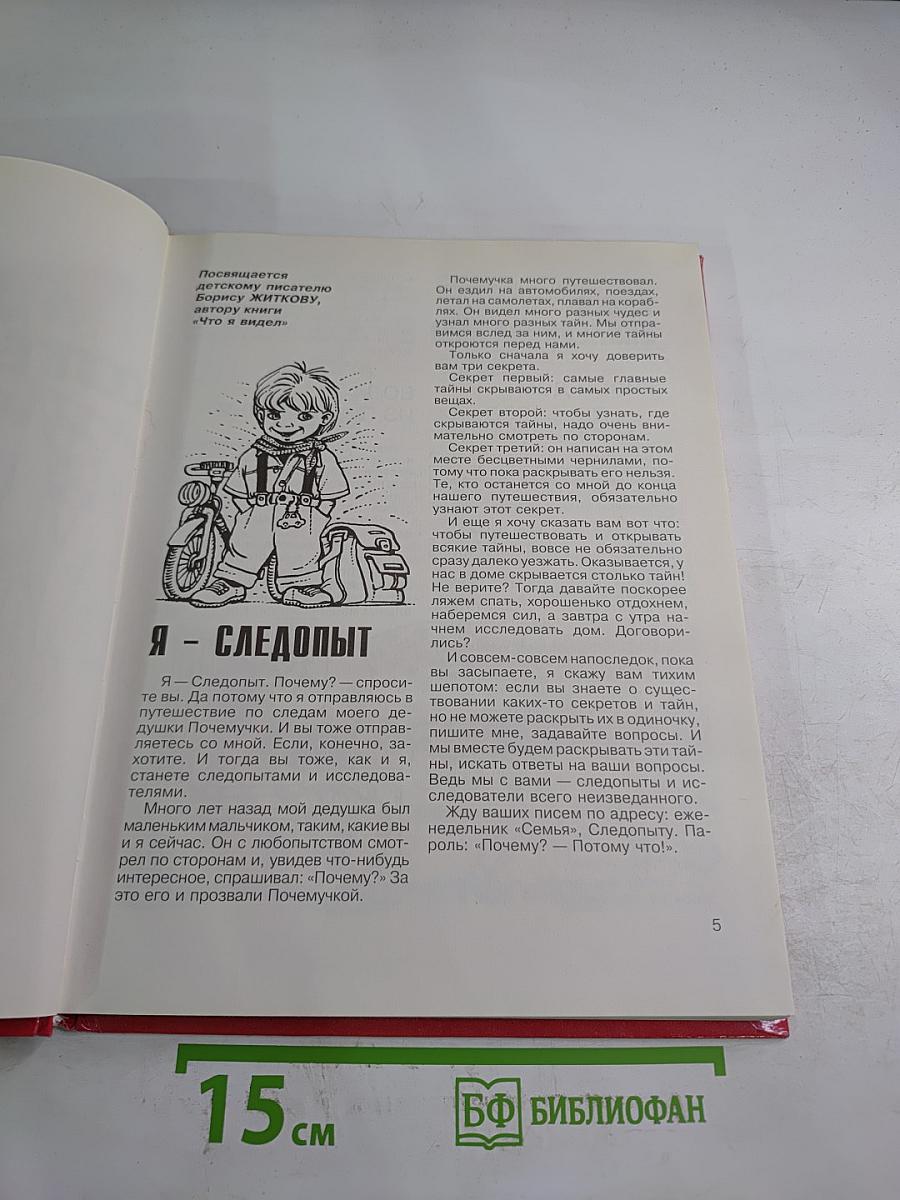 Посвящается
детскому писателю
Борису ЖИТКОВУ,
автору книги
«Что я видел»
Я – СЛЕДОПЫТ
Я — Следопыт. Почему? — спроси-
те вы. Да потому что я отправляюсь в
путешествие по следам моего де-
душки Почемучки. И вы тоже отправ-
ляетесь со мной. Если, конечно, за-
хотите. И тогда вы тоже, как и я,
станете следопытами и исследова-
телями.
Много лет назад мой дедушка был
маленьким мальчиком, таким, какие вы
и я сейчас. Он с любопытством смот-
рел по сторонам и, увидев что-нибудь
интересное, спрашивал: «Почему?» За
это его и прозвали Почемучкой.
Почемучка много путешествовал.
Он ездил на автомобилях, поездах,
летал на самолетах, плавал на кораб-
лях. Он видел много разных чудес и
узнал много разных тайн. Мы отпра-
вимся вслед за ним, и многие тайны
откроются перед нами.
Только сначала я хочу доверить
вам три секрета.
Секрет первый: самые главные
тайны скрываются в самых простых
вещах.
Секрет второй: чтобы узнать, где
скрываются тайны, надо очень вни-
мательно смотреть по сторонам.
Секрет третий: он написан на этом
месте бесцветными чернилами, по-
тому что пока раскрывать его нельзя.
Те, кто останется со мной до конца
нашего путешествия, обязательно
узнают этот секрет.
И еще я хочу сказать вам вот что:
чтобы путешествовать и открывать
всякие тайны, вовсе не обязательно
сразу далеко уезжать. Оказывается, у
нас в доме скрывается столько тайн!
Не верите? Тогда давайте поскорее
ляжем спать, хорошенько отдохнем,
наберемся сил, а завтра с утра на-
чнем исследовать дом. Договори-
лись?
И совсем-совсем напоследок, пока
вы засыпаете, я скажу вам тихим
шепотом: если вы знаете о сущес-
твовании каких-то секретов и тайн,
но не можете раскрыть их в одиночку,
пишите мне, задавайте вопросы. И
мы вместе будем раскрывать эти тай-
ны, искать ответы на ваши вопросы.
Ведь мы с вами — следопыты и ис-
следователи всего неизведанного.
Жду ваших писем по адресу: еже-
недельник «Семья», Следопыту. Па-
роль: «Почему? — Потому что!».
5
15 см
БФ БИБЛИОФАН